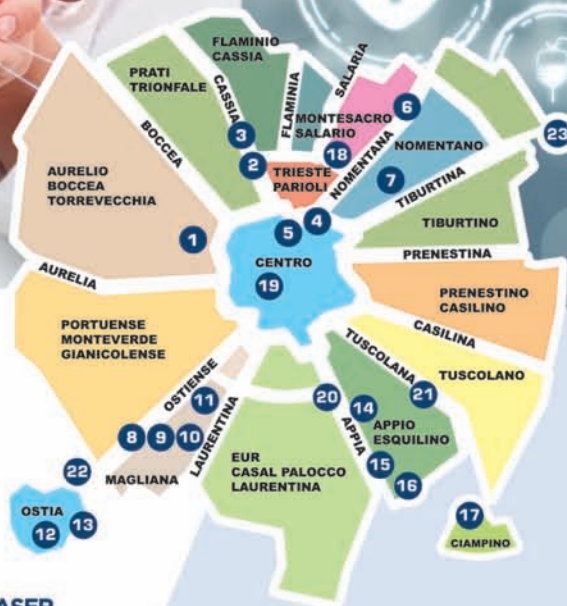 FLAMINIO
CASSIA
PRATI
TRIONFALE
CASSIA
FLAMINIA
SALARIA
BOCCEA
3
2
MONTESACRO
SALARIO
18
6
NOMENTANA
NOMENTANO
7
23
TRIESTE
PARIOLI
TIBURTINA
AURELIO
BOCCEA
TORREVECCHIA
1
5
4
TIBURTINO
CENTRO
19
PRENESTINA
AURELIA
PRENESTINO
CASILINO
CASILINA
PORTUENSE
MONTEVERDE
GIANICOLENSE
TUSCOLANA
TUSCOLANO
OSTIENSE
11
LAURENTINA
20
14
21
APPIA
APPIO
ESQUILINO
8
9
10
MAGLIANA
22
EUR
CASAL PALOCCO
LAURENTINA
15
16
OSTIA
12
13
17
CIAMPINO